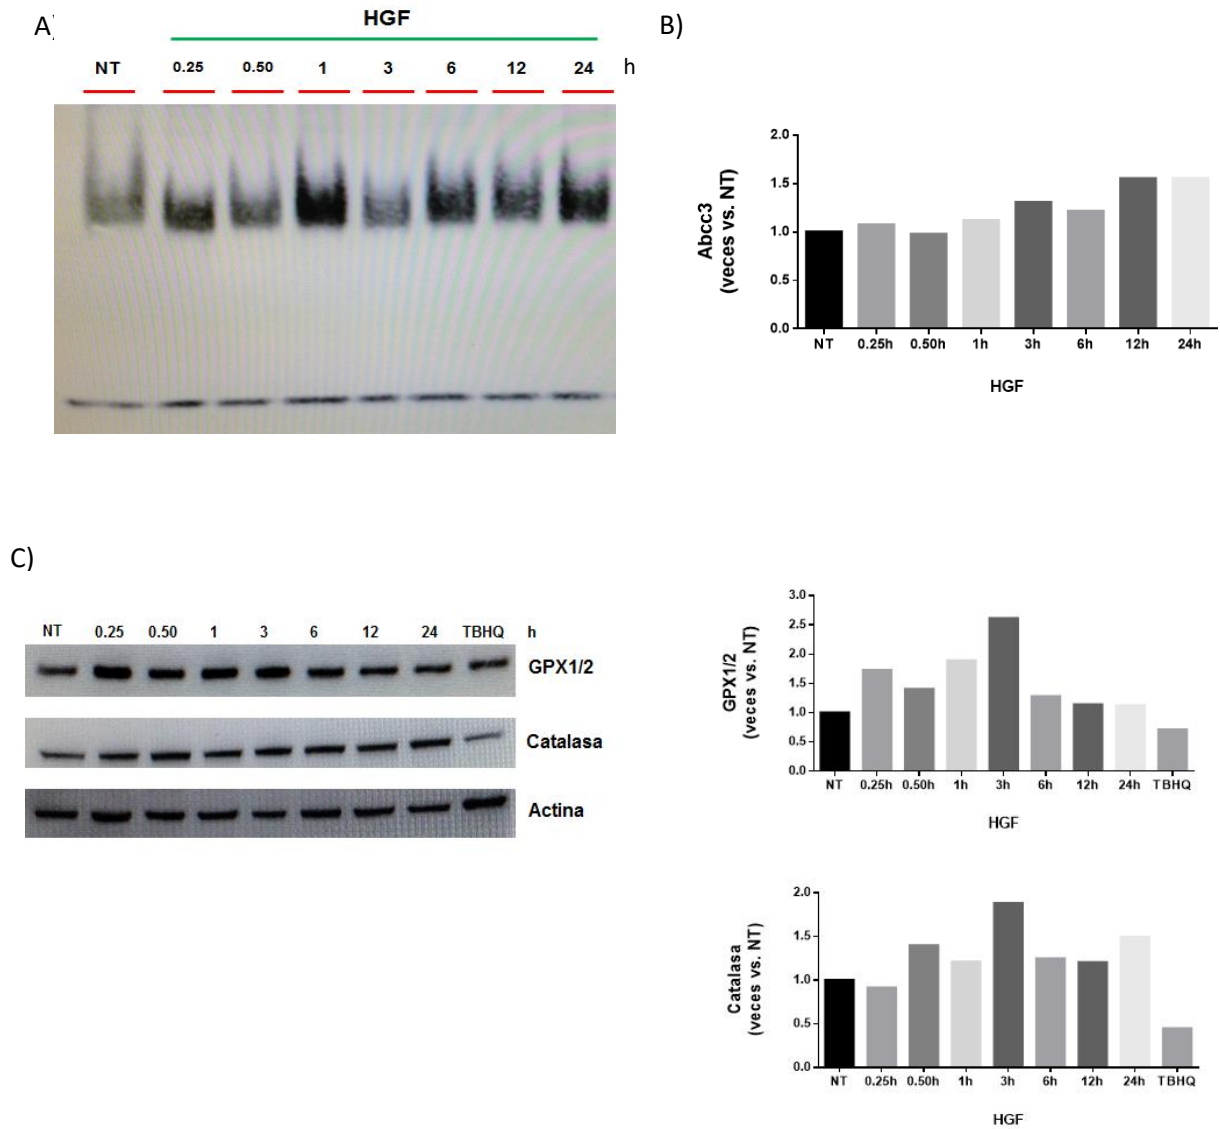 A)
HGF
NT 0.25 0.50 1 3 6 12 24 h
B)
2.0
1.5
1.0
0.5
0.0
Abcc3
(veces vs. NT)
NT 0.25h 0.50h 1h 3h 6h 12h 24h
HGF
C)
NT 0.25 0.50 1 3 6 12 24 TBHQ h
GPX1/2
Catalasa
Actina
3.0
2.5
2.0
1.5
1.0
0.5
0.0
GPX1/2
(veces vs. NT)
NT 0.25h 0.50h 1h 3h 6h 12h 24h TBHQ
HGF
2.0
1.5
1.0
0.5
0.0
Catalasa
(veces vs. NT)
NT 0.25h 0.50h 1h 3h 6h 12h 24h TBHQ
HGF